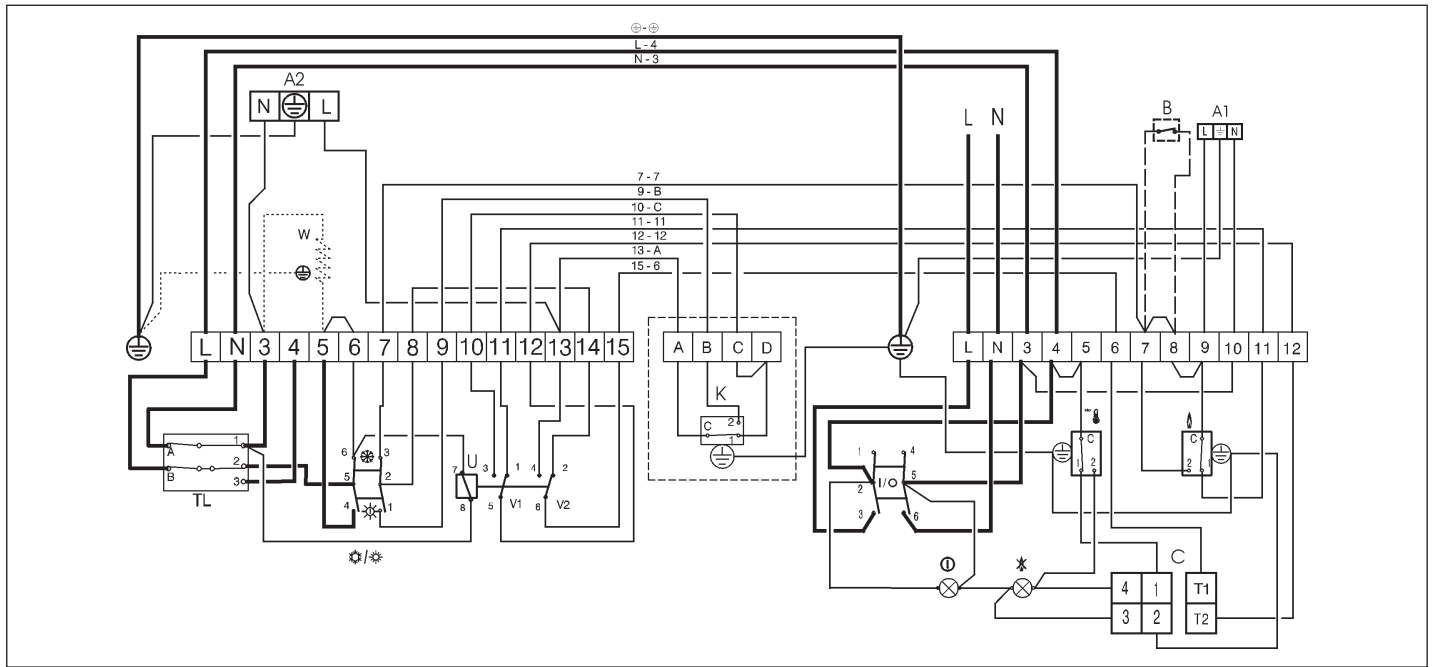 ⏚-⏚
L - 4
N - 3
A2
N ⏚ L
L N
B
A1
L ⏚ N
7 - 7
9 - B
10 - C
11 - 11
12 - 12
13 - A
15 - 6
W
L N 3 4 5 6 7 8 9 10 11 12 13 14 15
A B C D
L N 3 4 5 6 7 8 9 10 11 12
K
C 2 1
A 1
B 2
3
TL
6 3
5 2
4 1
U
7
8
3 1 4 2
5 V1 6 V2
1 4
2 I/O 5
3 6
C
1 2
C
2 1
C
4 1 T1
3 2 T2